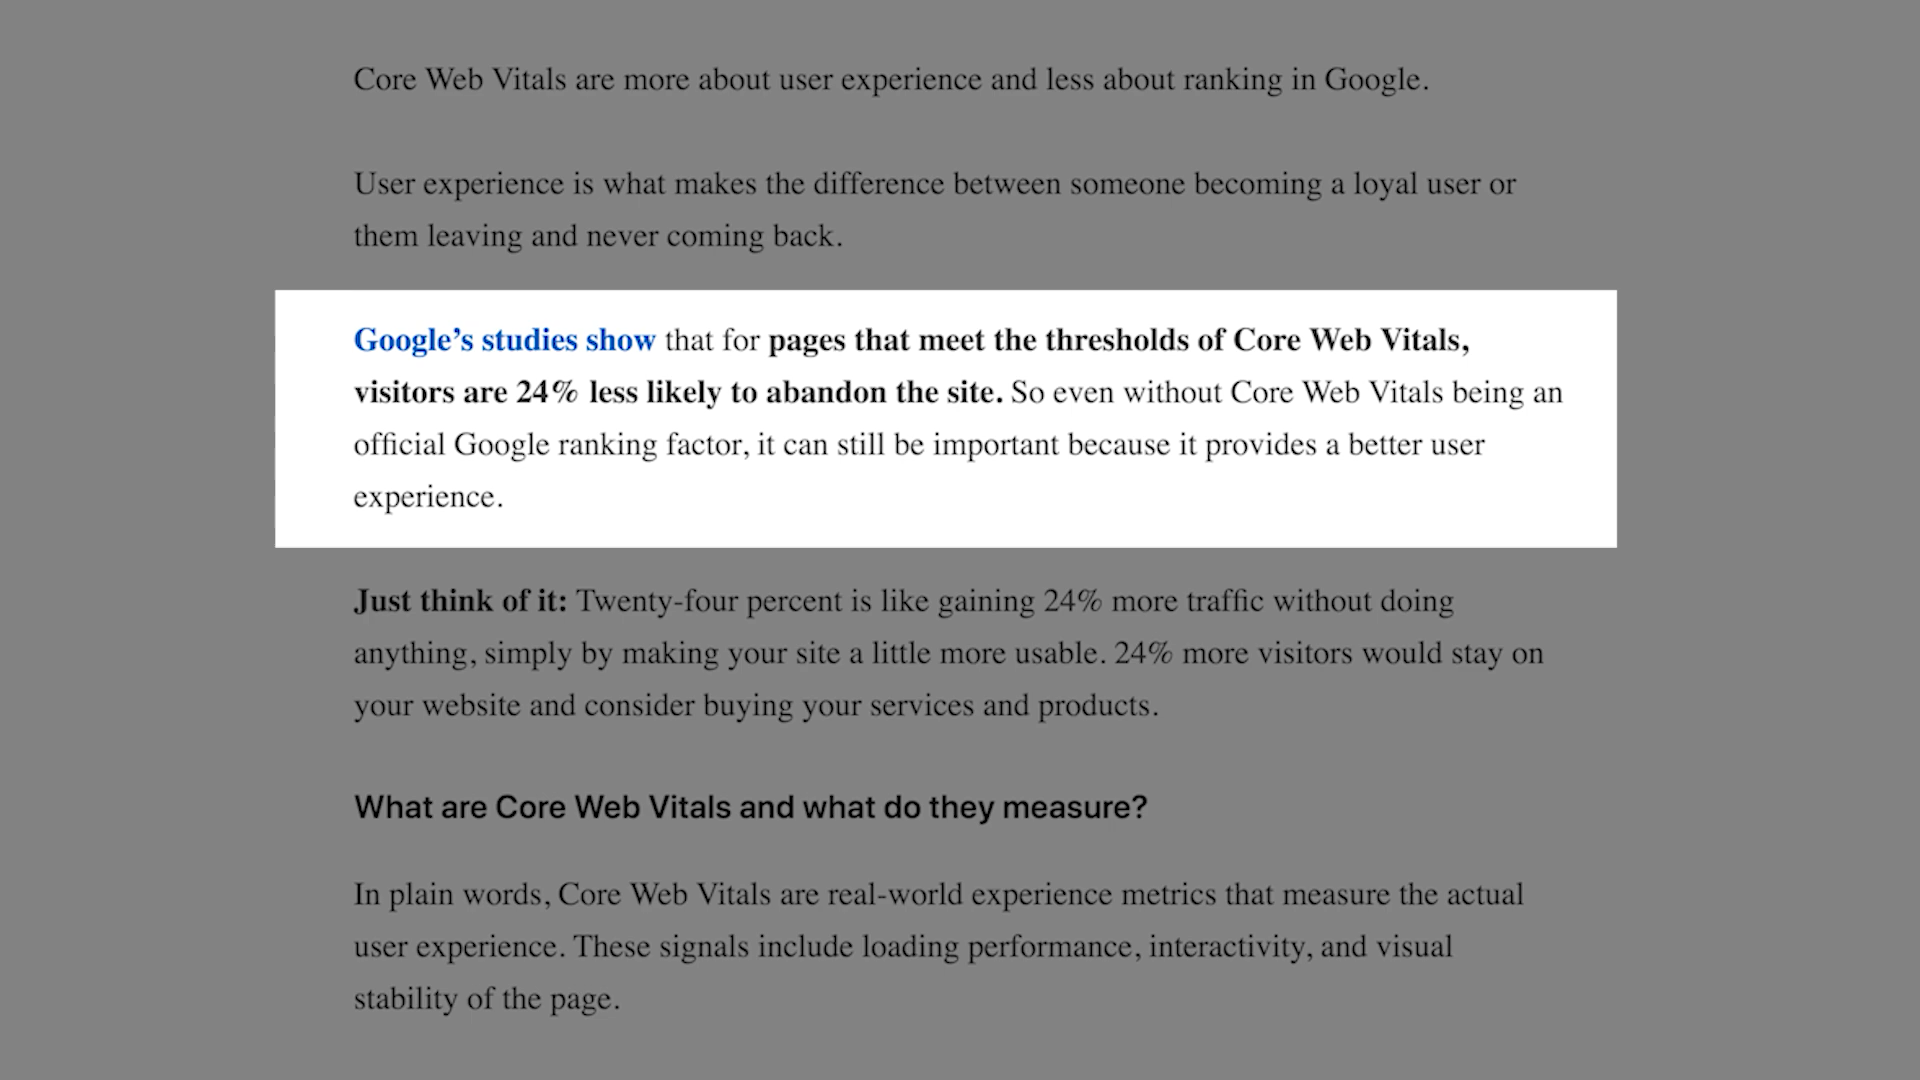 Core Web Vitals are more about user experience and less about ranking in Google.
User experience is what makes the difference between someone becoming a loyal user or
them leaving and never coming back.
Google’s studies show that for pages that meet the thresholds of Core Web Vitals,
visitors are 24% less likely to abandon the site. So even without Core Web Vitals being an
official Google ranking factor, it can still be important because it provides a better user
experience.
Just think of it: Twenty-four percent is like gaining 24% more traffic without doing
anything, simply by making your site a little more usable. 24% more visitors would stay on
your website and consider buying your services and products.
What are Core Web Vitals and what do they measure?
In plain words, Core Web Vitals are real-world experience metrics that measure the actual
user experience. These signals include loading performance, interactivity, and visual
stability of the page.